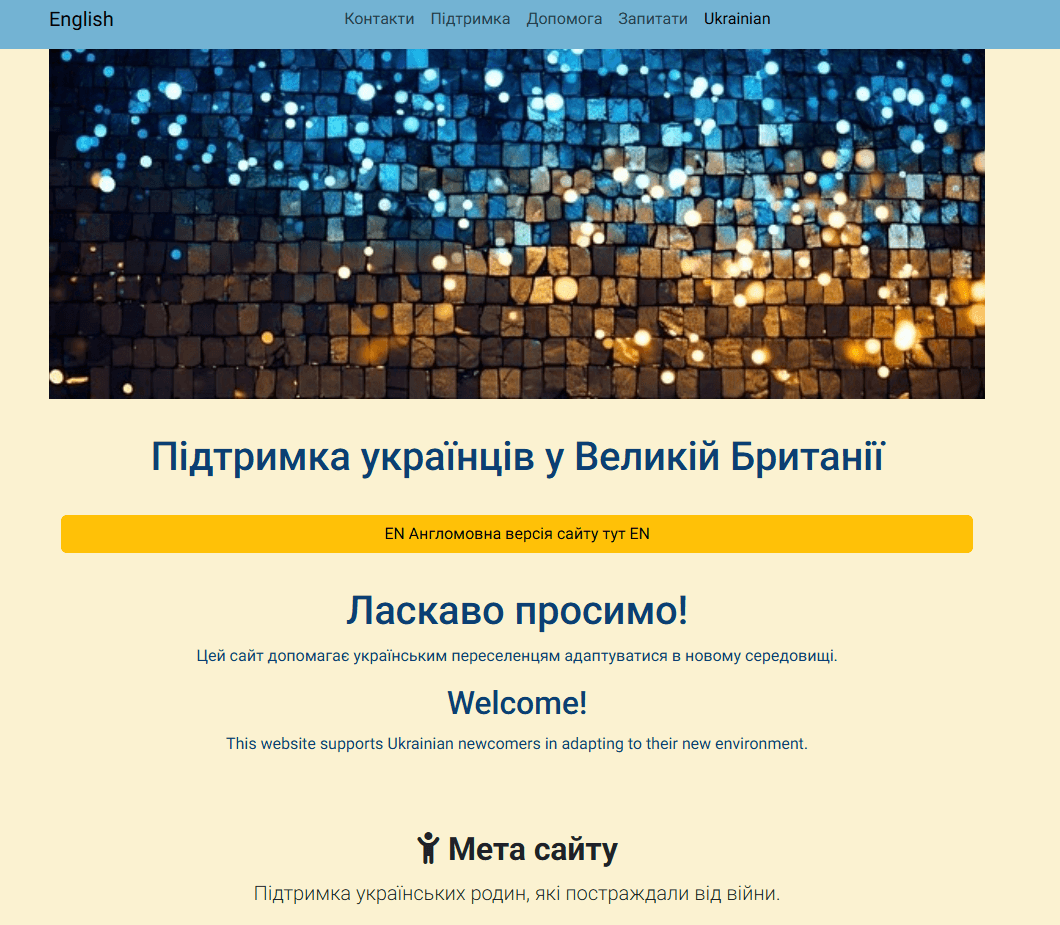 English
Контакти Підтримка Допомога Запитати Ukrainian
Підтримка українців у Великій Британії
EN Англомовна версія сайту тут EN
Ласкаво просимо!
Цей сайт допомагає українським переселенцям адаптуватися в новому середовищі.
Welcome!
This website supports Ukrainian newcomers in adapting to their new environment.
Мета сайту
Підтримка українських родин, які постраждали від війни.